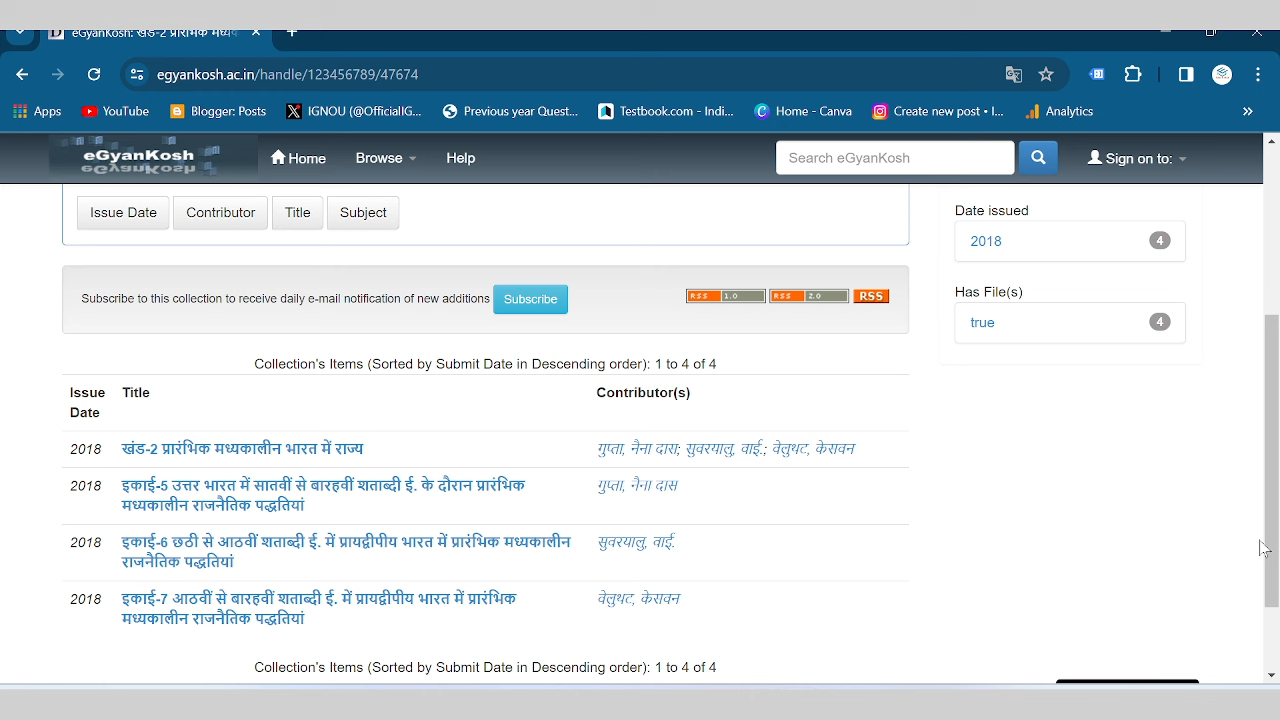 eGyanKosh: खंड-2 प्रारंभिक मध्यक
egyankosh.ac.in/handle/123456789/47674
Apps YouTube Blogger: Posts IGNOU (@OfficialIG... Previous year Quest... Testbook.com - Indi... Home - Canva Create new post • I... Analytics »
eGyanKosh Home Browse Help Search eGyanKosh Sign on to:
Issue Date Contributor Title Subject
Subscribe to this collection to receive daily e-mail notification of new additions Subscribe RSS 1.0 RSS 2.0 RSS
Collection's Items (Sorted by Submit Date in Descending order): 1 to 4 of 4
Issue Date Title Contributor(s)
2018 खंड-2 प्रारंभिक मध्यकालीन भारत में राज्य गुप्ता, नैना दास; सुवरयालु, वाई.; वेलुथट, केसवन
2018 इकाई-5 उत्तर भारत में सातवीं से बारहवीं शताब्दी ई. के दौरान प्रारंभिक गुप्ता, नैना दास
मध्यकालीन राजनैतिक पद्धतियां
2018 इकाई-6 छठी से आठवीं शताब्दी ई. में प्रायद्वीपीय भारत में प्रारंभिक मध्यकालीन सुवरयालु, वाई.
राजनैतिक पद्धतियां
2018 इकाई-7 आठवीं से बारहवीं शताब्दी ई. में प्रायद्वीपीय भारत में प्रारंभिक वेलुथट, केसवन
मध्यकालीन राजनैतिक पद्धतियां
Collection's Items (Sorted by Submit Date in Descending order): 1 to 4 of 4
Date issued
2018 4
Has File(s)
true 4